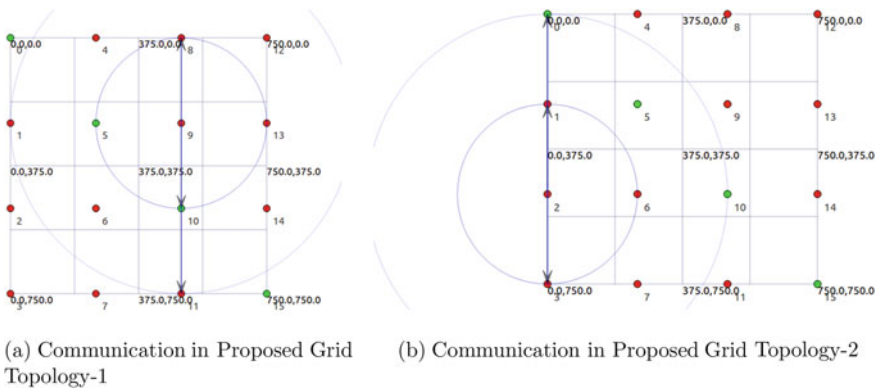 0.0,0.0 4 375.0,0.0 8 750.0,0.0 12
0
1 5 9 13
0.0,375.0 375.0,375.0 750.0,375.0
2 6 10 14
0.0,750.0 375.0,750.0 750.0,750.0
3 7 11 15
(a) Communication in Proposed Grid
Topology-1
0.0,0.0 4 375.0,0.0 8 750.0,0.0 12
0
1 5 9 13
0.0,375.0 375.0,375.0 750.0,375.0
2 6 10 14
0.0,750.0 375.0,750.0 750.0,750.0
3 7 11 15
(b) Communication in Proposed Grid Topology-2